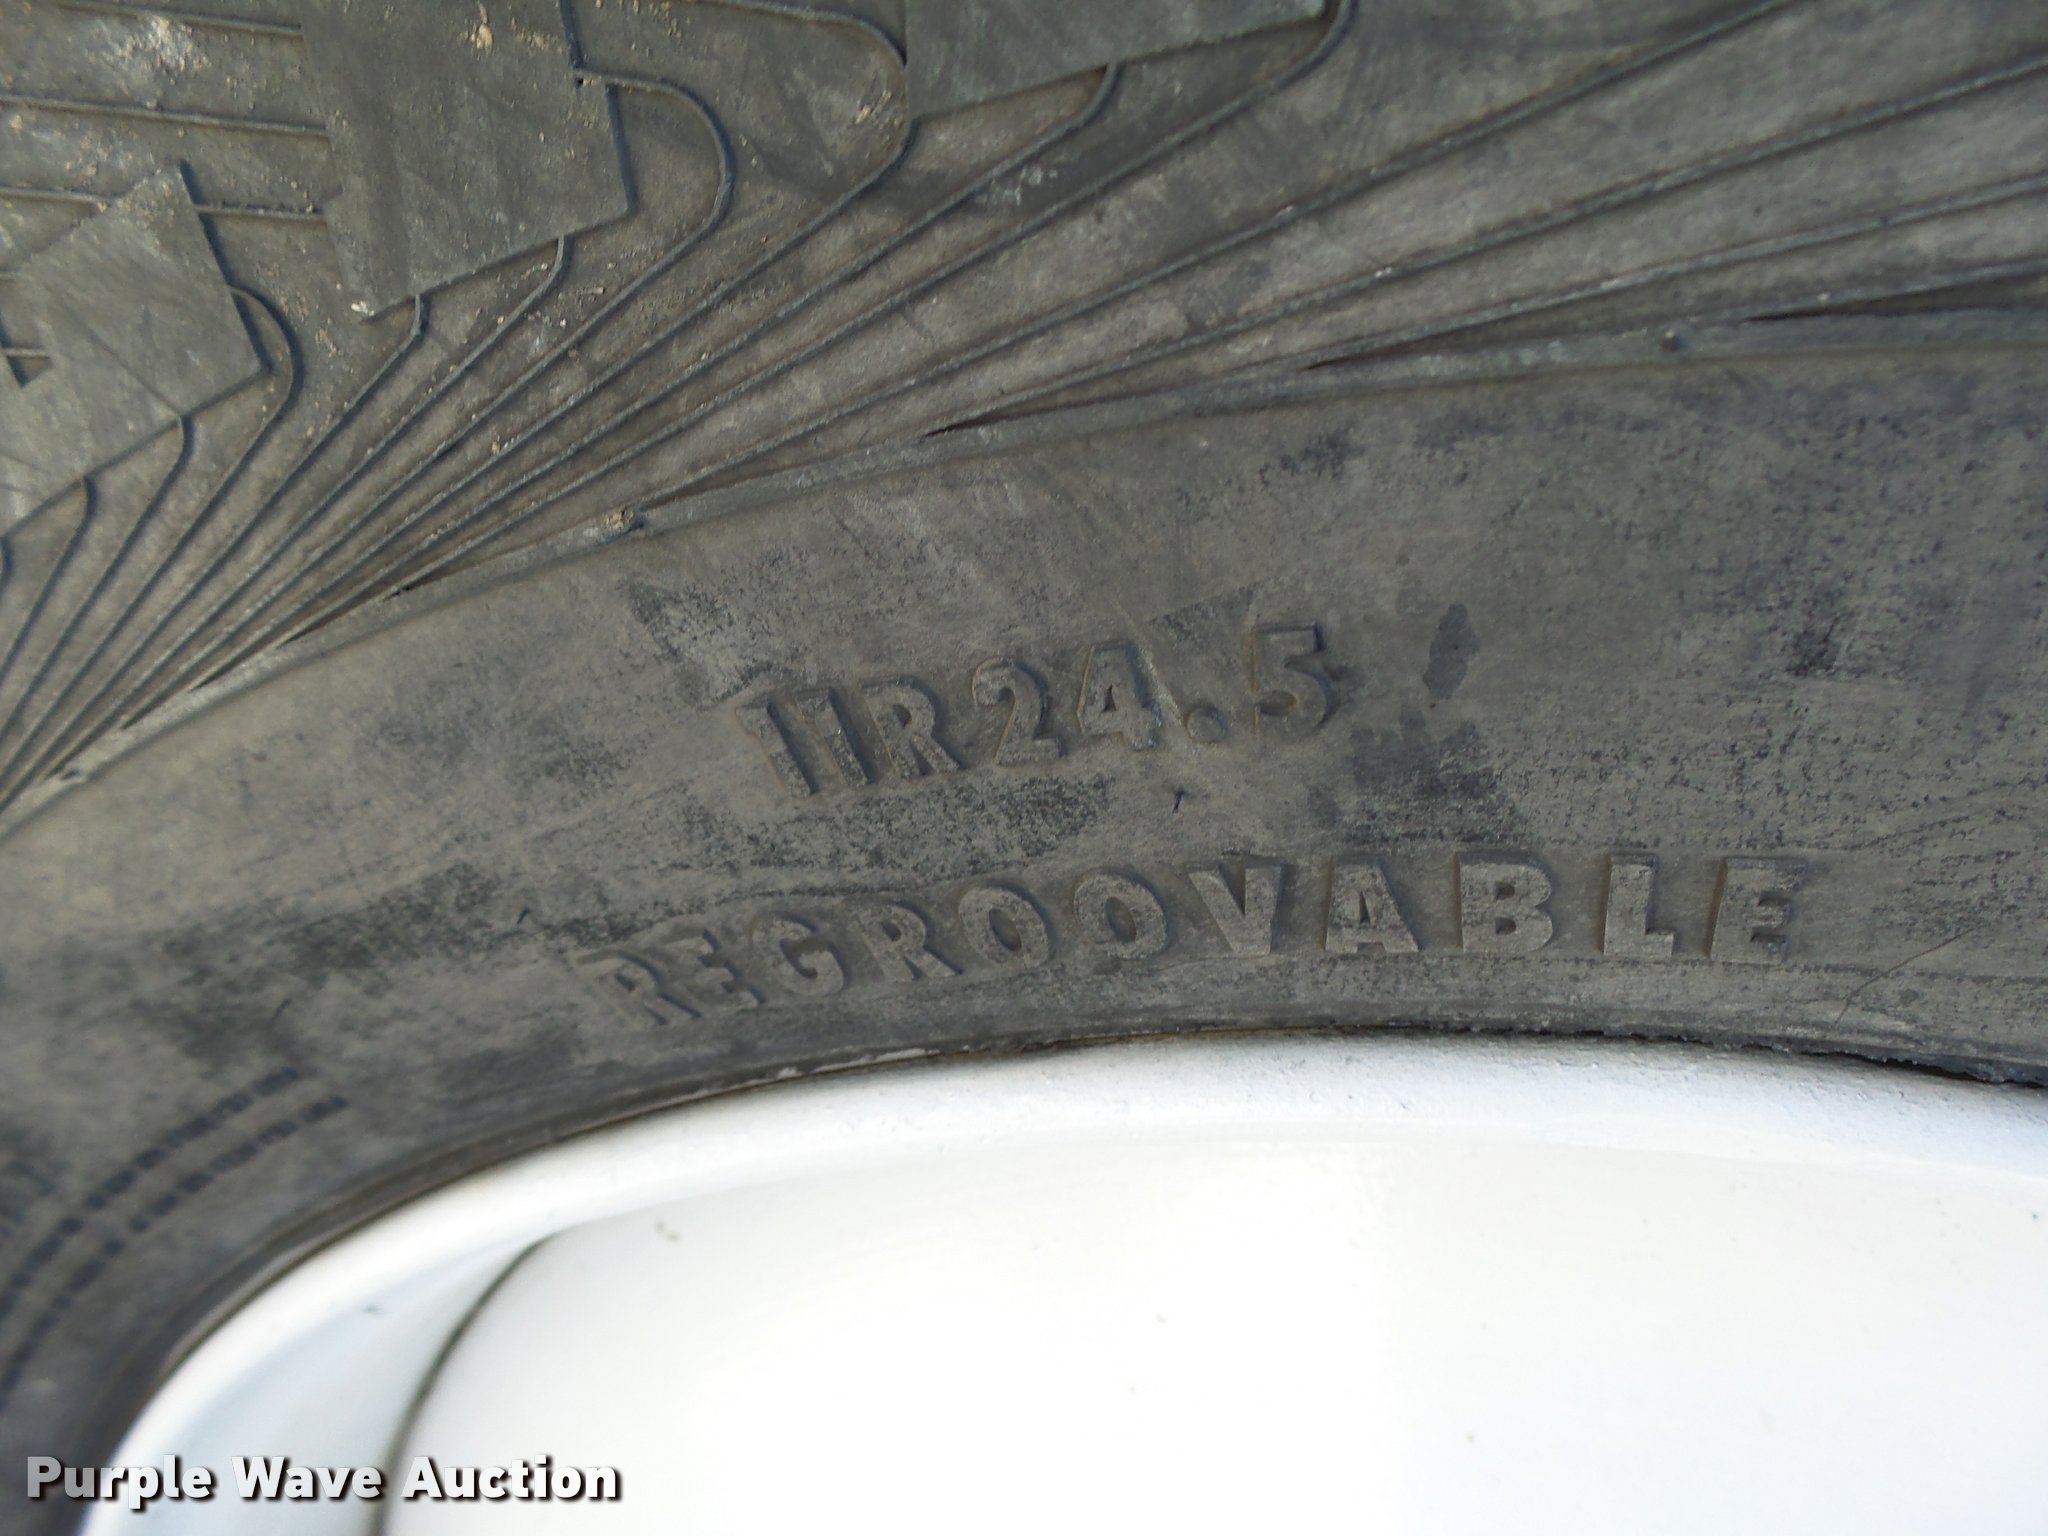 11R24.5
REGROOVABLE
Purple Wave Auction